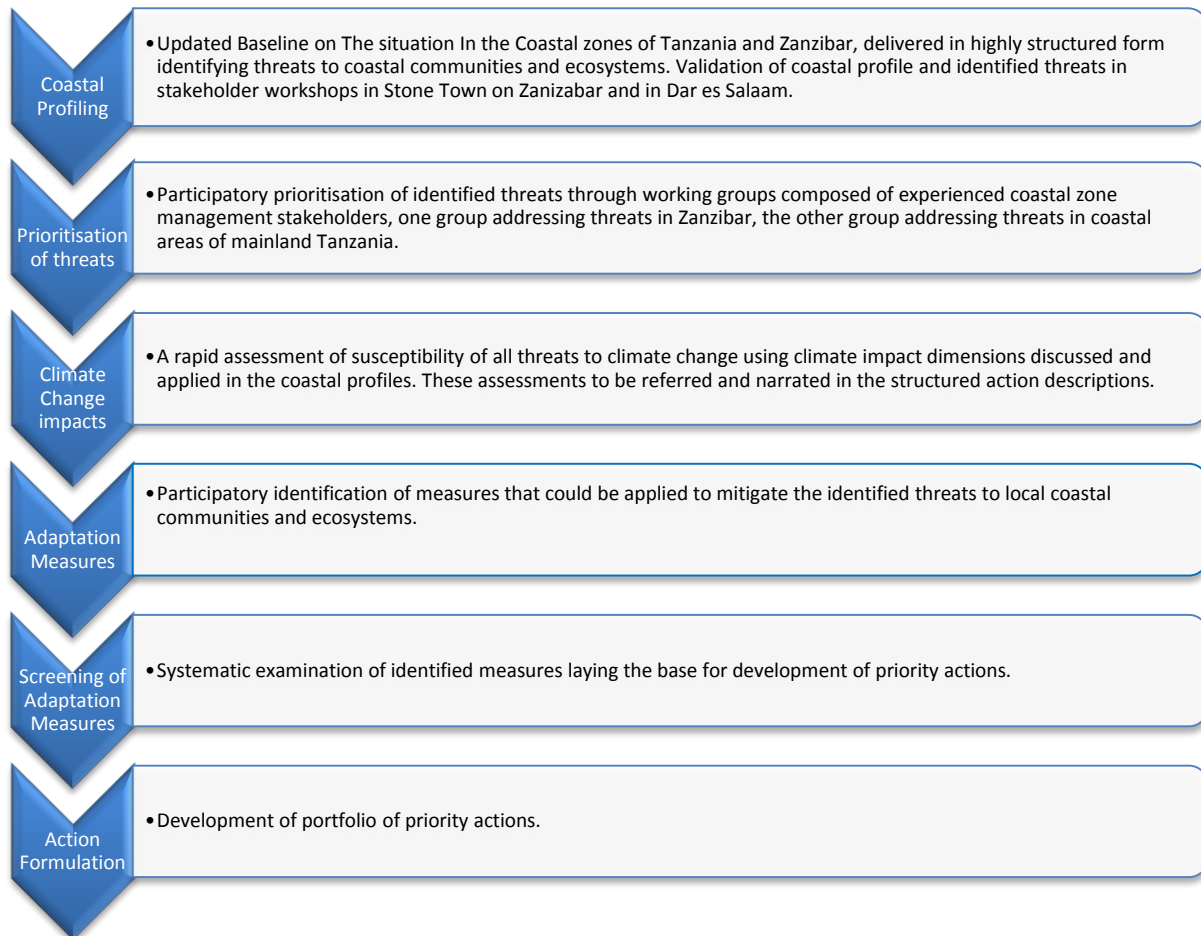 Coastal
Profiling
•Updated Baseline on The situation In the Coastal zones of Tanzania and Zanzibar, delivered in highly structured form
identifying threats to coastal communities and ecosystems. Validation of coastal profile and identified threats in
stakeholder workshops in Stone Town on Zanizabar and in Dar es Salaam.
Prioritisation
of threats
•Participatory prioritisation of identified threats through working groups composed of experienced coastal zone
management stakeholders, one group addressing threats in Zanzibar, the other group addressing threats in coastal
areas of mainland Tanzania.
Climate
Change
impacts
•A rapid assessment of susceptibility of all threats to climate change using climate impact dimensions discussed and
applied in the coastal profiles. These assessments to be referred and narrated in the structured action descriptions.
Adaptation
Measures
•Participatory identification of measures that could be applied to mitigate the identified threats to local coastal
communities and ecosystems.
Screening of
Adaptation
Measures
•Systematic examination of identified measures laying the base for development of priority actions.
Action
Formulation
•Development of portfolio of priority actions.